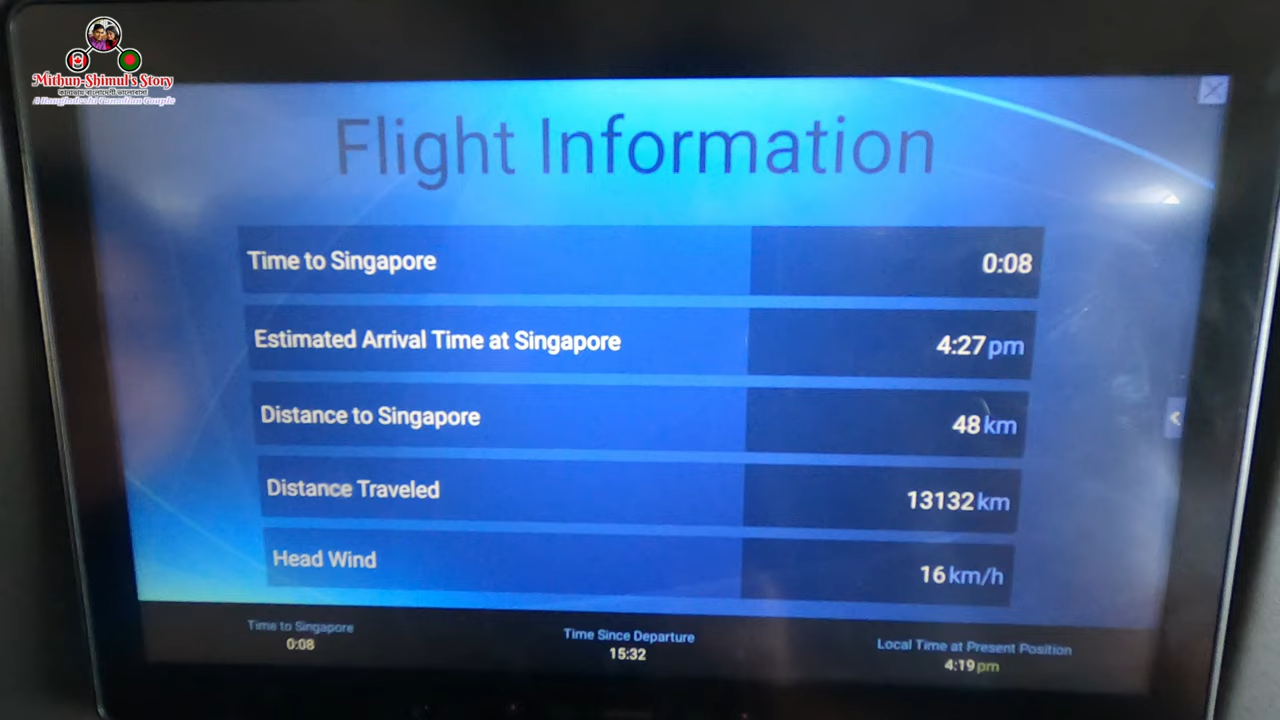 Mithun-Shimul's Story
কানাডায় বাংলাদেশী ভালোবাসা
A Bangladeshi Canadian Couple
Flight Information
Time to Singapore 0:08
Estimated Arrival Time at Singapore 4:27 pm
Distance to Singapore 48 km
Distance Traveled 13132 km
Head Wind 16 km/h
Time to Singapore Time Since Departure Local Time at Present Position
0:08 15:32 4:19 pm